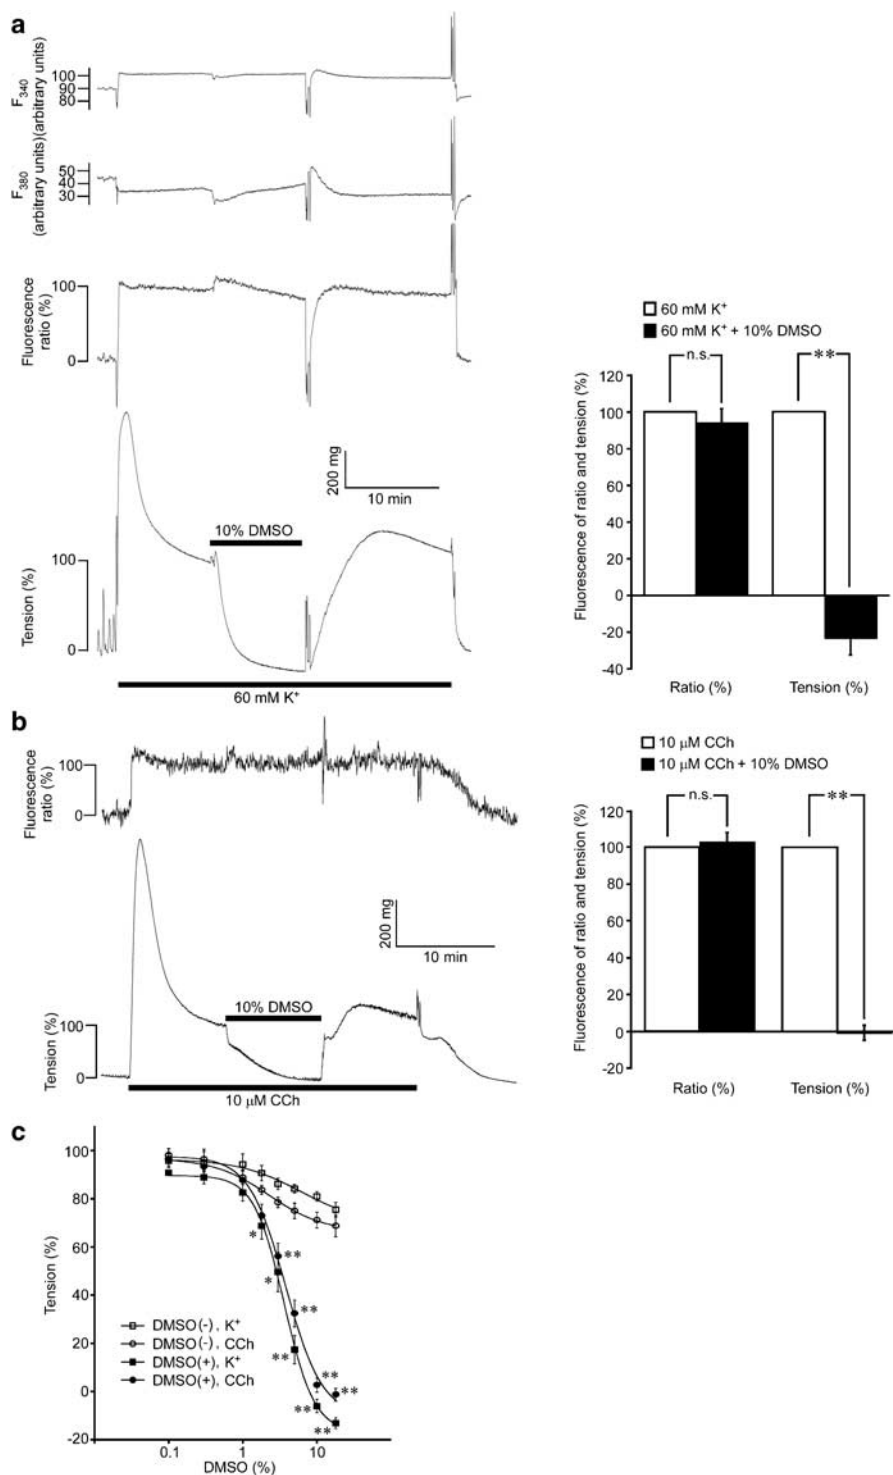 a
F340
(arbitrary units)
100
90
80
F380
(arbitrary units)
50
40
30
Fluorescence
ratio (%)
100
0
200 mg
10 min
10% DMSO
Tension (%)
100
0
60 mM K+
60 mM K+
60 mM K+ + 10% DMSO
n.s.
**
Fluorescence of ratio and tension (%)
120
100
80
60
40
20
0
-20
-40
Ratio (%)
Tension (%)
b
Fluorescence
ratio (%)
100
0
200 mg
10 min
10% DMSO
Tension (%)
100
0
10 μM CCh
10 μM CCh
10 μM CCh + 10% DMSO
n.s.
**
Fluorescence of ratio and tension (%)
120
100
80
60
40
20
0
-20
Ratio (%)
Tension (%)
c
Tension (%)
100
80
60
40
20
0
-20
*
**
*
**
**
**
**
**
**
DMSO(-). K+
DMSO(-). CCh
DMSO(+). K+
DMSO(+). CCh
0.1
1
10
DMSO (%)